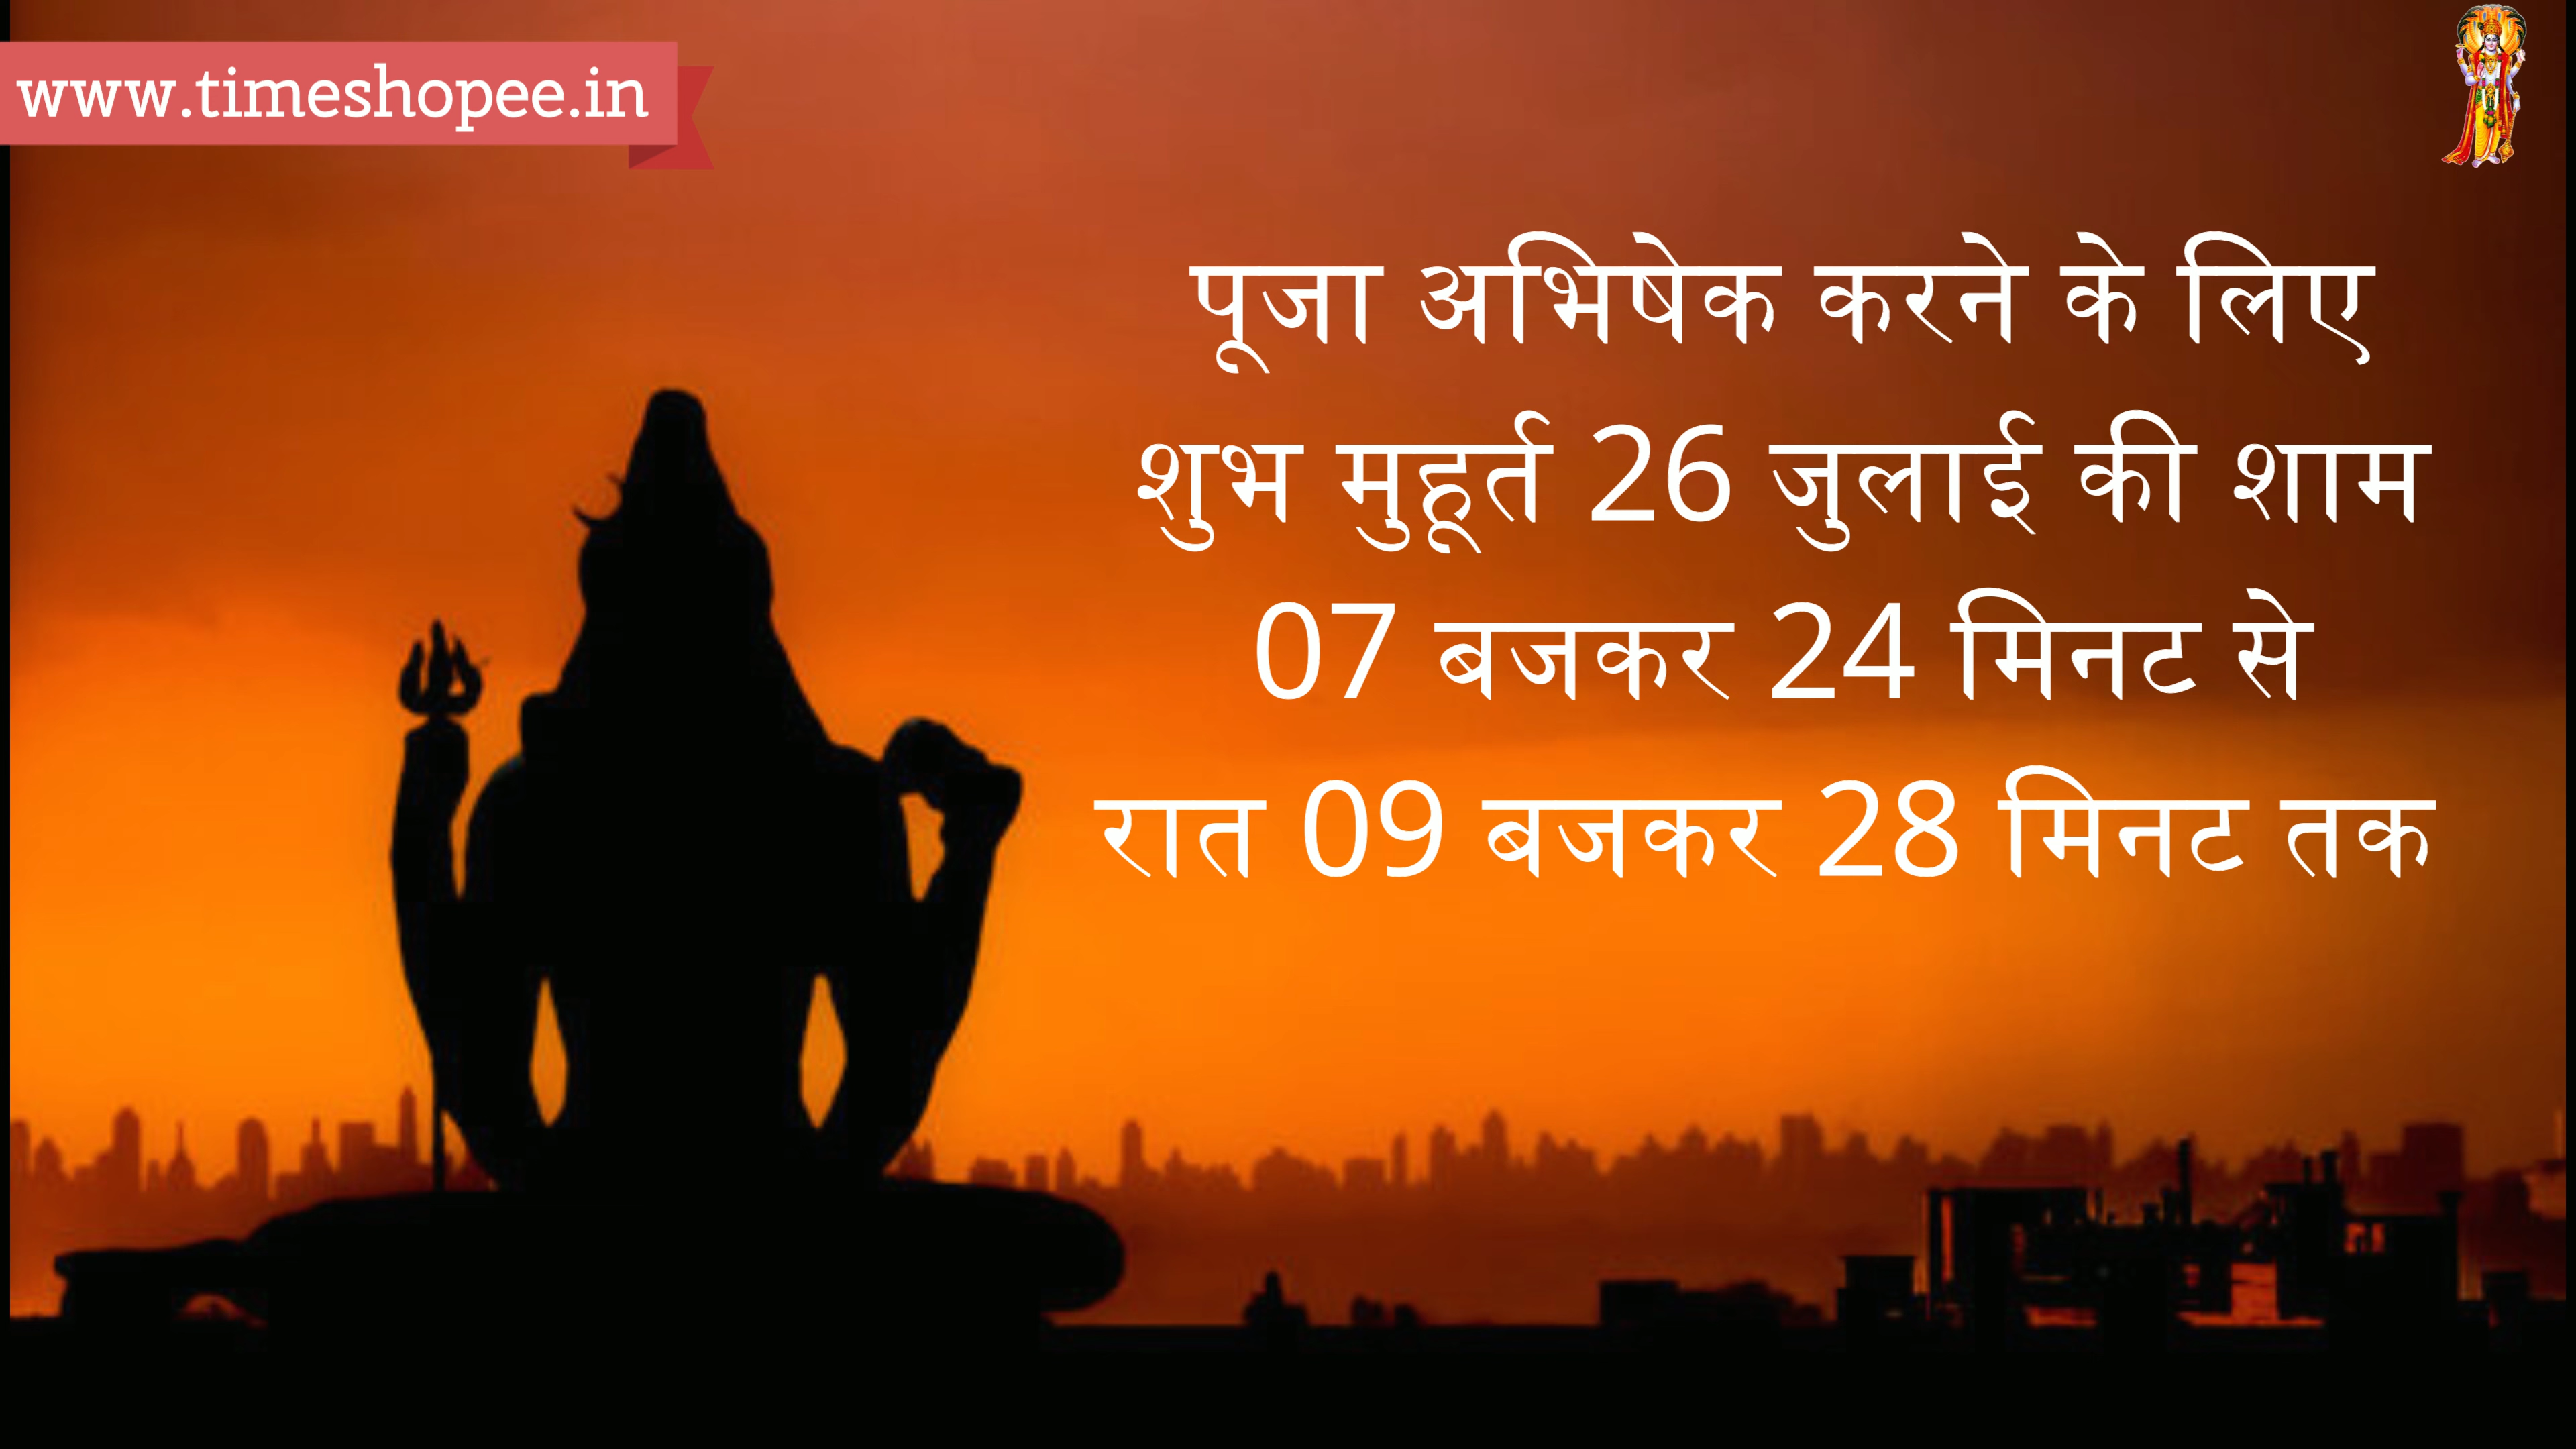 www.timeshopee.in
पूजा अभिषेक करने के लिए
शुभ मुहूर्त 26 जुलाई की शाम
07 बजकर 24 मिनट से
रात 09 बजकर 28 मिनट तक